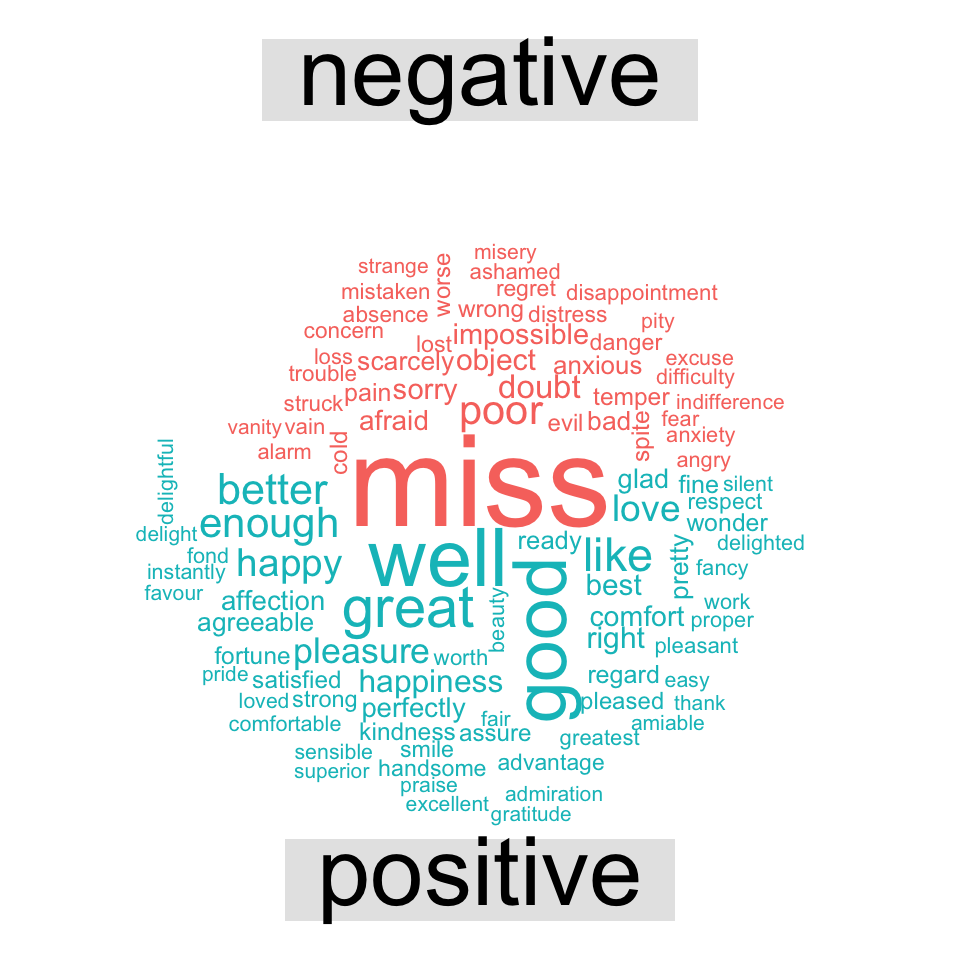 negative
misery
strange
worse
ashamed
mistaken
regret
disappointment
absence
wrong
distress
pity
concern
lost
impossible
danger
loss
scarcely
object
anxious
excuse
trouble
pain
sorry
doubt
temper
difficulty
struck
afraid
poor
evil
bad
spite
indifference
vanity
vain
fear
alarm
cold
anxiety
angry
miss
delightful
better
glad
fine
silent
enough
love
respect
delight
wonder
fond
happy
well
ready
like
pretty
delighted
instantly
best
fancy
favour
affection
great
beauty
good
comfort
work
agreeable
right
proper
fortune
pleasure
worth
pleasant
pride
satisfied
happiness
regard
easy
loved
strong
perfectly
pleased
thank
comfortable
kindness
fair
assure
amiable
sensible
smile
greatest
superior
handsome
advantage
praise
excellent
admiration
gratitude
positive